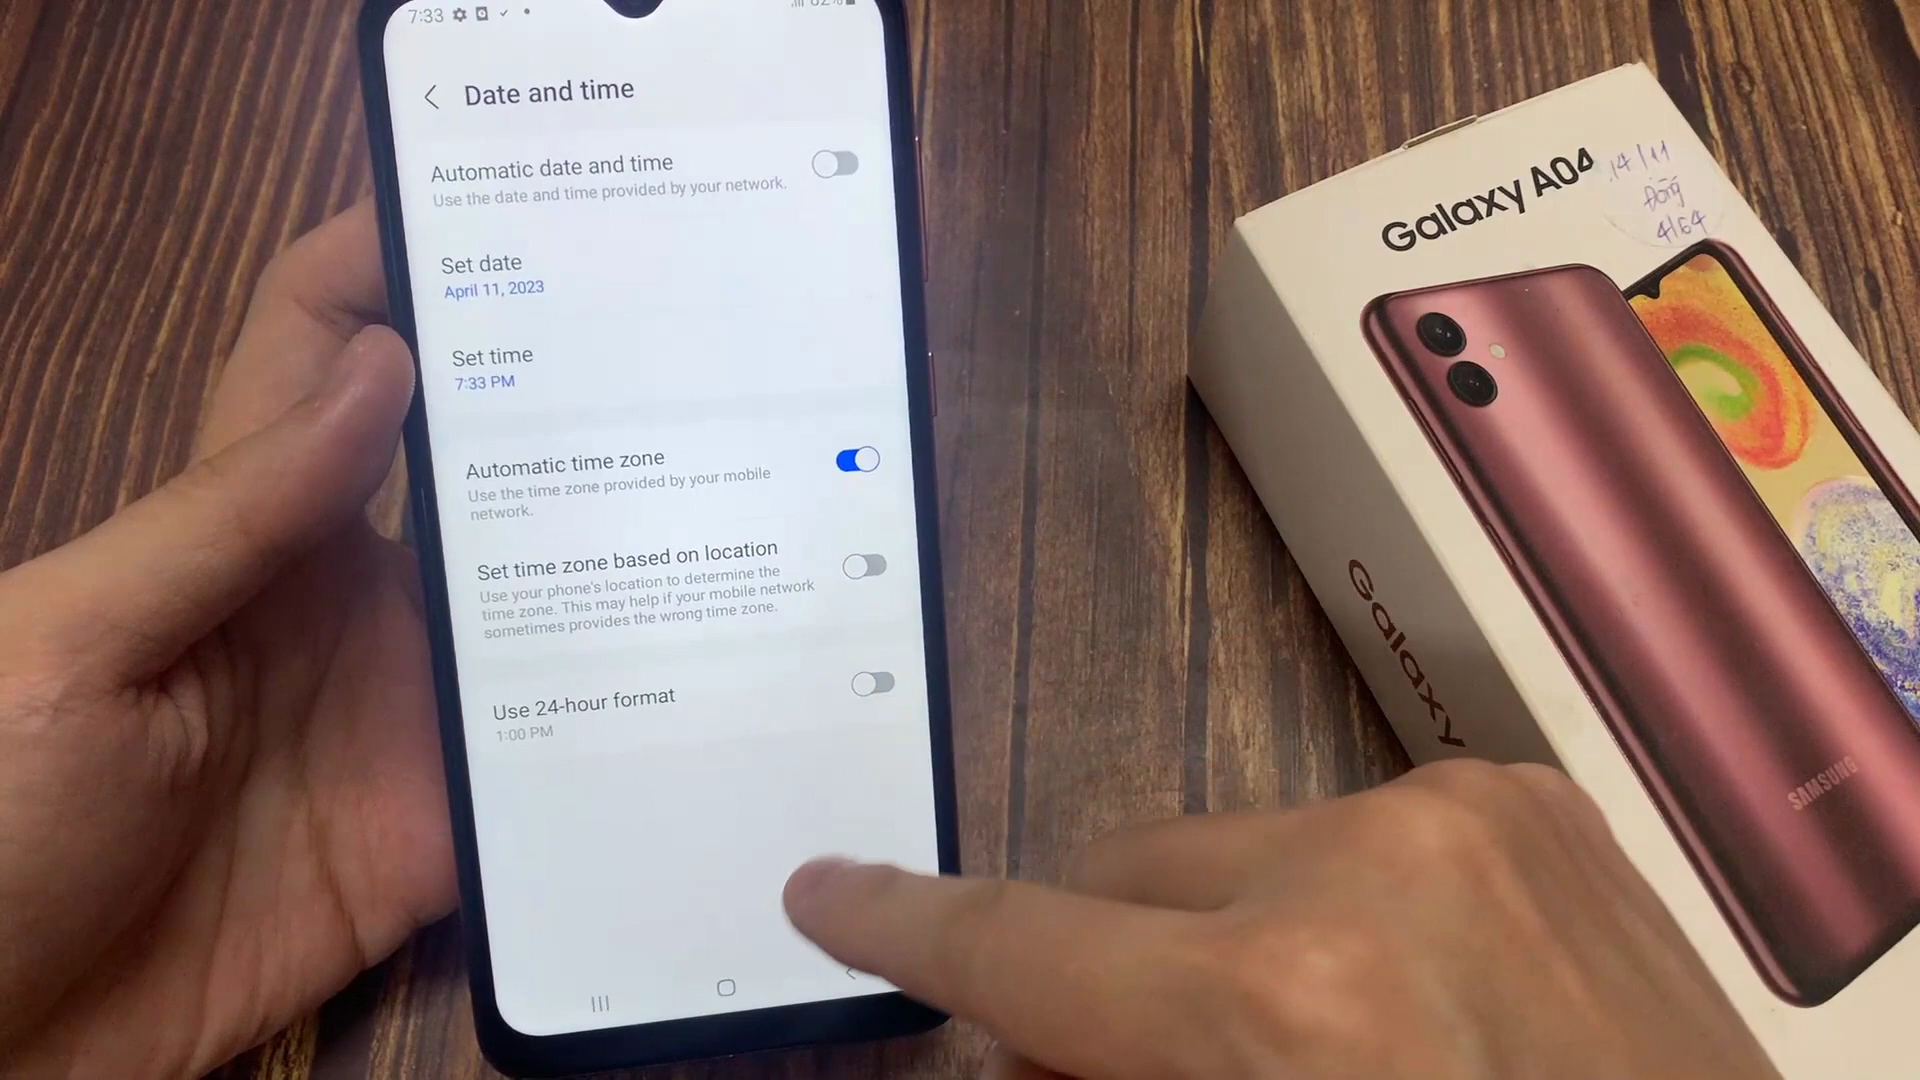 7:33
Date and time
Automatic date and time
Use the date and time provided by your network.
Set date
April 11, 2023
Set time
7:33 PM
Automatic time zone
Use the time zone provided by your mobile
network.
Set time zone based on location
Use your phone's location to determine the
time zone. This may help if your mobile network
sometimes provides the wrong time zone.
Use 24-hour format
1:00 PM
Galaxy A04
14/11
Đồng
4/64
SAMSUNG
Galaxy